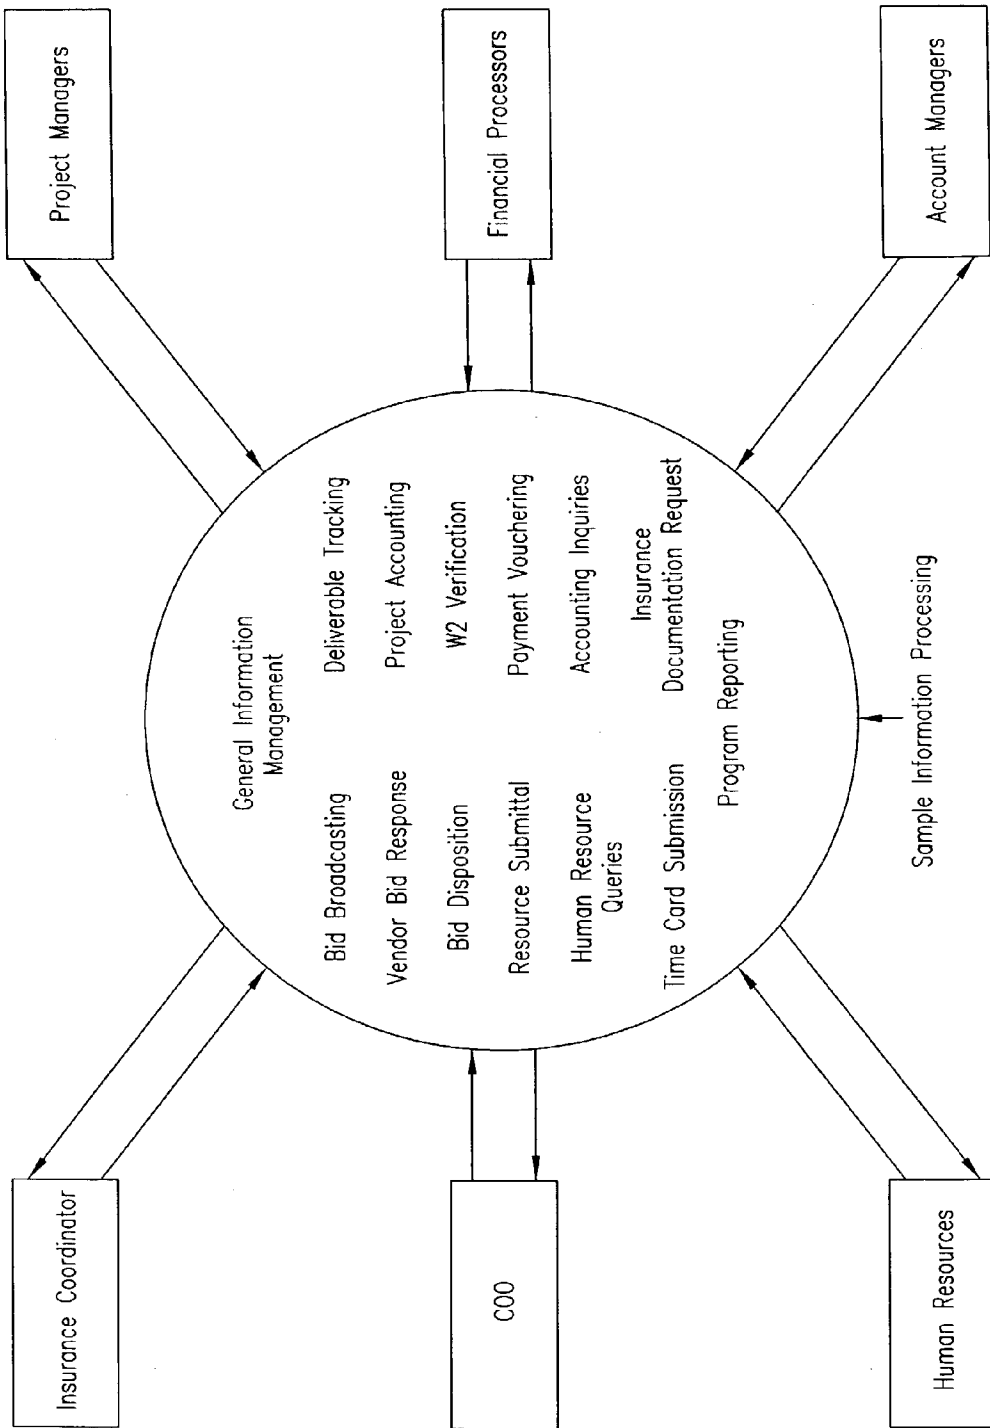 Insurance Coordinator
COO
Human Resources
General Information
Management
Bid Broadcasting
Vendor Bid Response
Bid Disposition
Resource Submittal
Human Resource
Queries
Time Card Submission
Deliverable Tracking
Project Accounting
W2 Verification
Payment Vouchering
Accounting Inquiries
Insurance
Documentation Request
Program Reporting
Sample Information Processing
Project Managers
Financial Processors
Account Managers